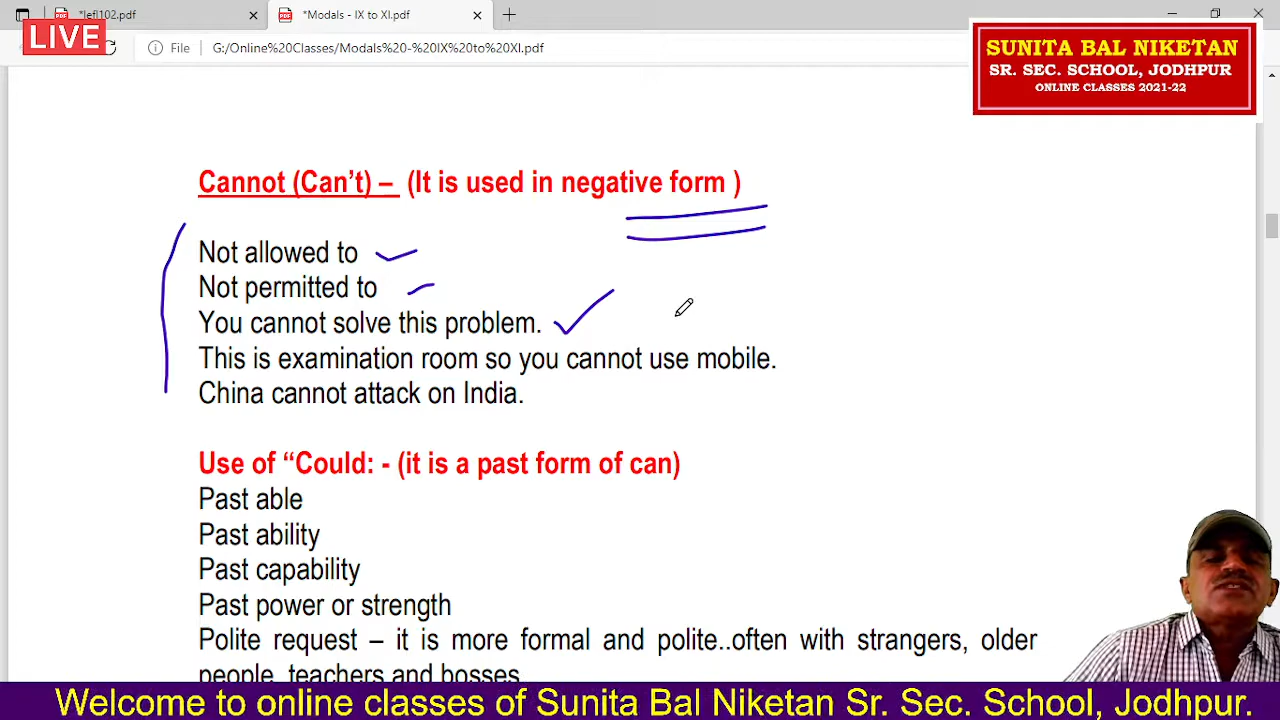 *lefl102.pdf
*Modals - IX to XI.pdf
LIVE
File
G:/Online%20Classes/Modals%20-%20IX%20to%20XI.pdf
SUNITA BAL NIKETAN
SR. SEC. SCHOOL, JODHPUR
ONLINE CLASSES 2021-22
Cannot (Can't) – (It is used in negative form )
Not allowed to
Not permitted to
You cannot solve this problem.
This is examination room so you cannot use mobile.
China cannot attack on India.
Use of “Could: - (it is a past form of can)
Past able
Past ability
Past capability
Past power or strength
Polite request – it is more formal and polite..often with strangers, older
people, teachers and bosses
Welcome to online classes of Sunita Bal Niketan Sr. Sec. School, Jodhpur.